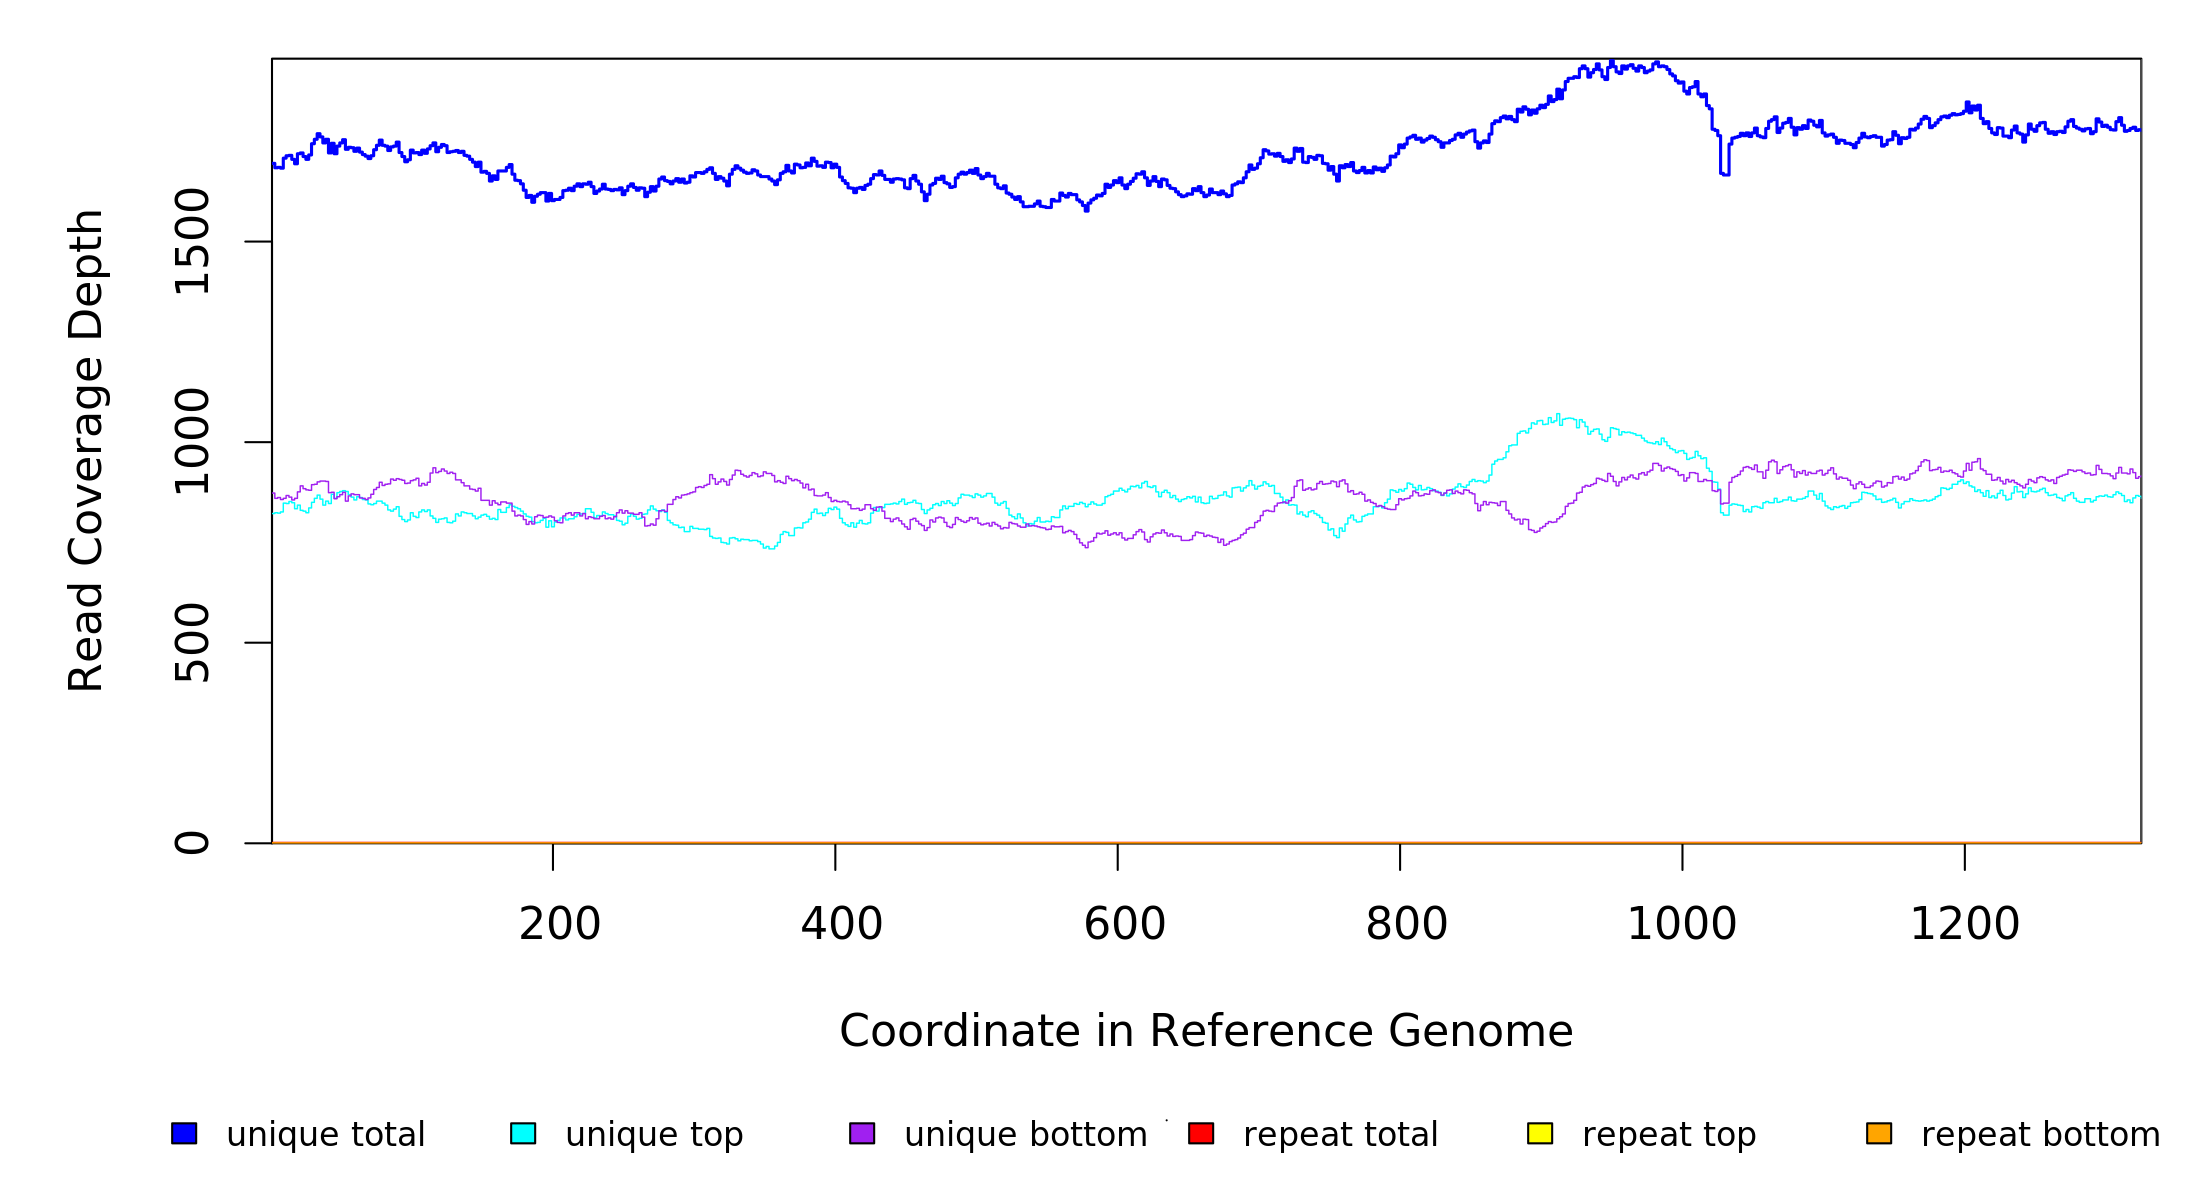 Read Coverage Depth
1500
1000
500
0
200 400 600 800 1000 1200
Coordinate in Reference Genome
unique total unique top unique bottom repeat total repeat top repeat bottom